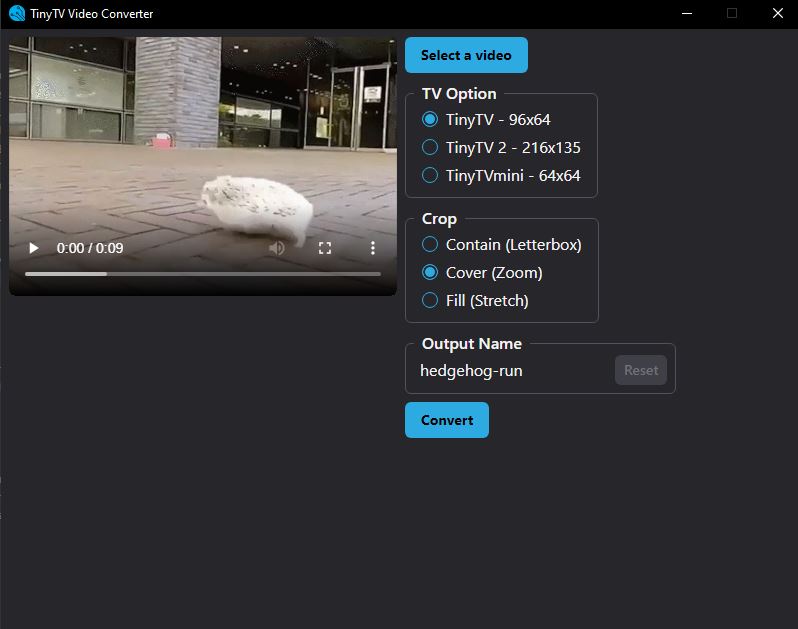 TinyTV Video Converter
0:00 / 0:09
Select a video
TV Option
TinyTV - 96x64
TinyTV 2 - 216x135
TinyTVmini - 64x64
Crop
Contain (Letterbox)
Cover (Zoom)
Fill (Stretch)
Output Name
hedgehog-run
Reset
Convert